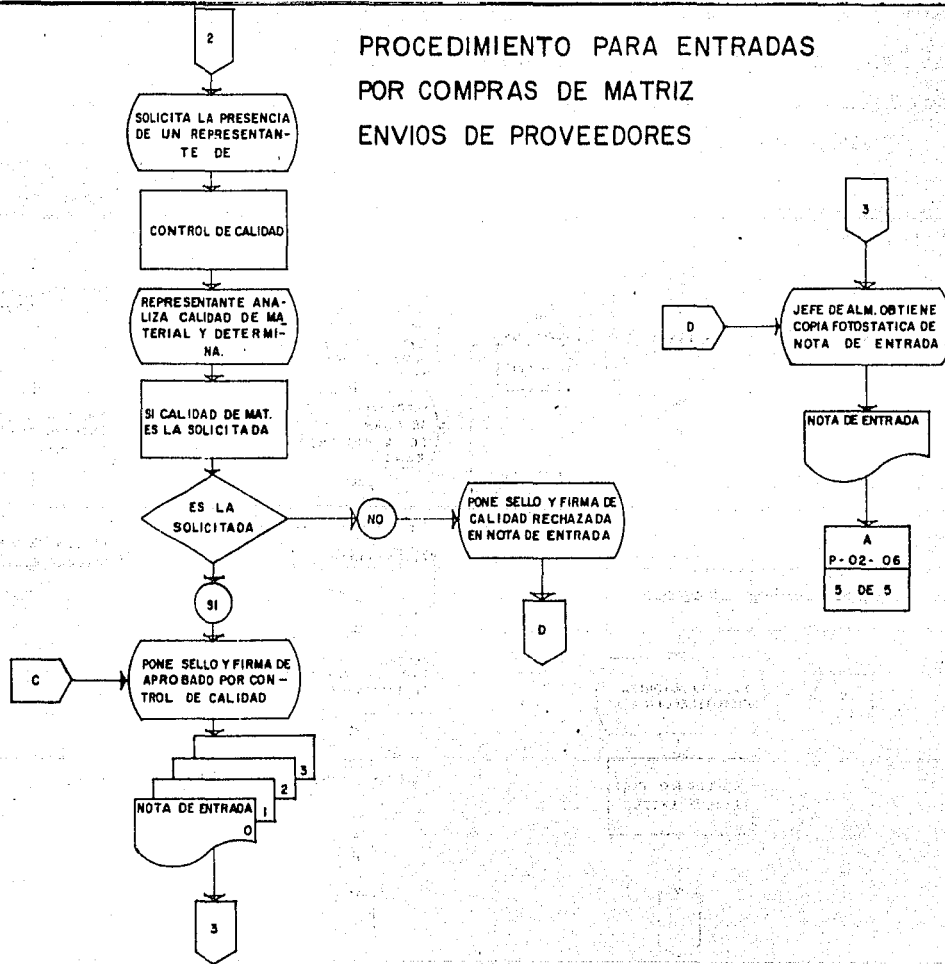 PROCEDIMIENTO PARA ENTRADAS
POR COMPRAS DE MATRIZ
ENVIOS DE PROVEEDORES
2
SOLICITA LA PRESENCIA
DE UN REPRESENTAN-
TE DE
CONTROL DE CALIDAD
REPRESENTANTE ANA-
LIZA CALIDAD DE MA_
TERIAL Y DETERMI-
NA.
SI CALIDAD DE MAT.
ES LA SOLICITADA
ES LA
SOLICITADA
NO
PONE SELLO Y FIRMA DE
CALIDAD RECHAZADA
EN NOTA DE ENTRADA
D
SI
C
PONE SELLO Y FIRMA DE
APROBADO POR CON-
TROL DE CALIDAD
3
2
1
NOTA DE ENTRADA
0
3
3
D
JEFE DE ALM. OBTIENE
COPIA FOTOSTATICA DE
NOTA DE ENTRADA
NOTA DE ENTRADA
A
P-02-06
5 DE 5